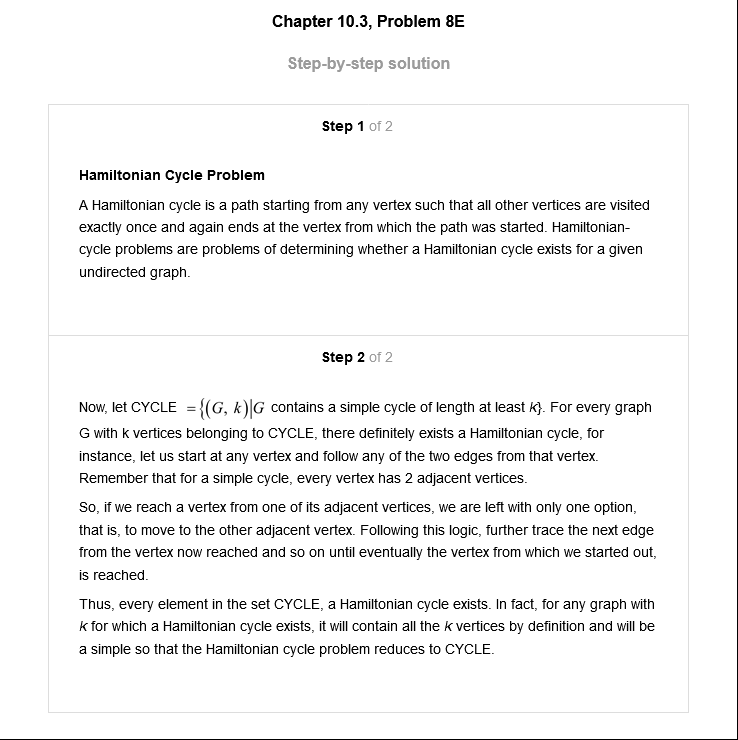 Chapter 10.3, Problem 8E
Step-by-step solution
Step 1 of 2
Hamiltonian Cycle Problem
A Hamiltonian cycle is a path starting from any vertex such that all other vertices are visited
exactly once and again ends at the vertex from which the path was started. Hamiltonian-
cycle problems are problems of determining whether a Hamiltonian cycle exists for a given
undirected graph.
Step 2 of 2
Now, let CYCLE = {(G, k)|G contains a simple cycle of length at least k}. For every graph
G with k vertices belonging to CYCLE, there definitely exists a Hamiltonian cycle, for
instance, let us start at any vertex and follow any of the two edges from that vertex.
Remember that for a simple cycle, every vertex has 2 adjacent vertices.
So, if we reach a vertex from one of its adjacent vertices, we are left with only one option,
that is, to move to the other adjacent vertex. Following this logic, further trace the next edge
from the vertex now reached and so on until eventually the vertex from which we started out,
is reached.
Thus, every element in the set CYCLE, a Hamiltonian cycle exists. In fact, for any graph with
k for which a Hamiltonian cycle exists, it will contain all the k vertices by definition and will be
a simple so that the Hamiltonian cycle problem reduces to CYCLE.